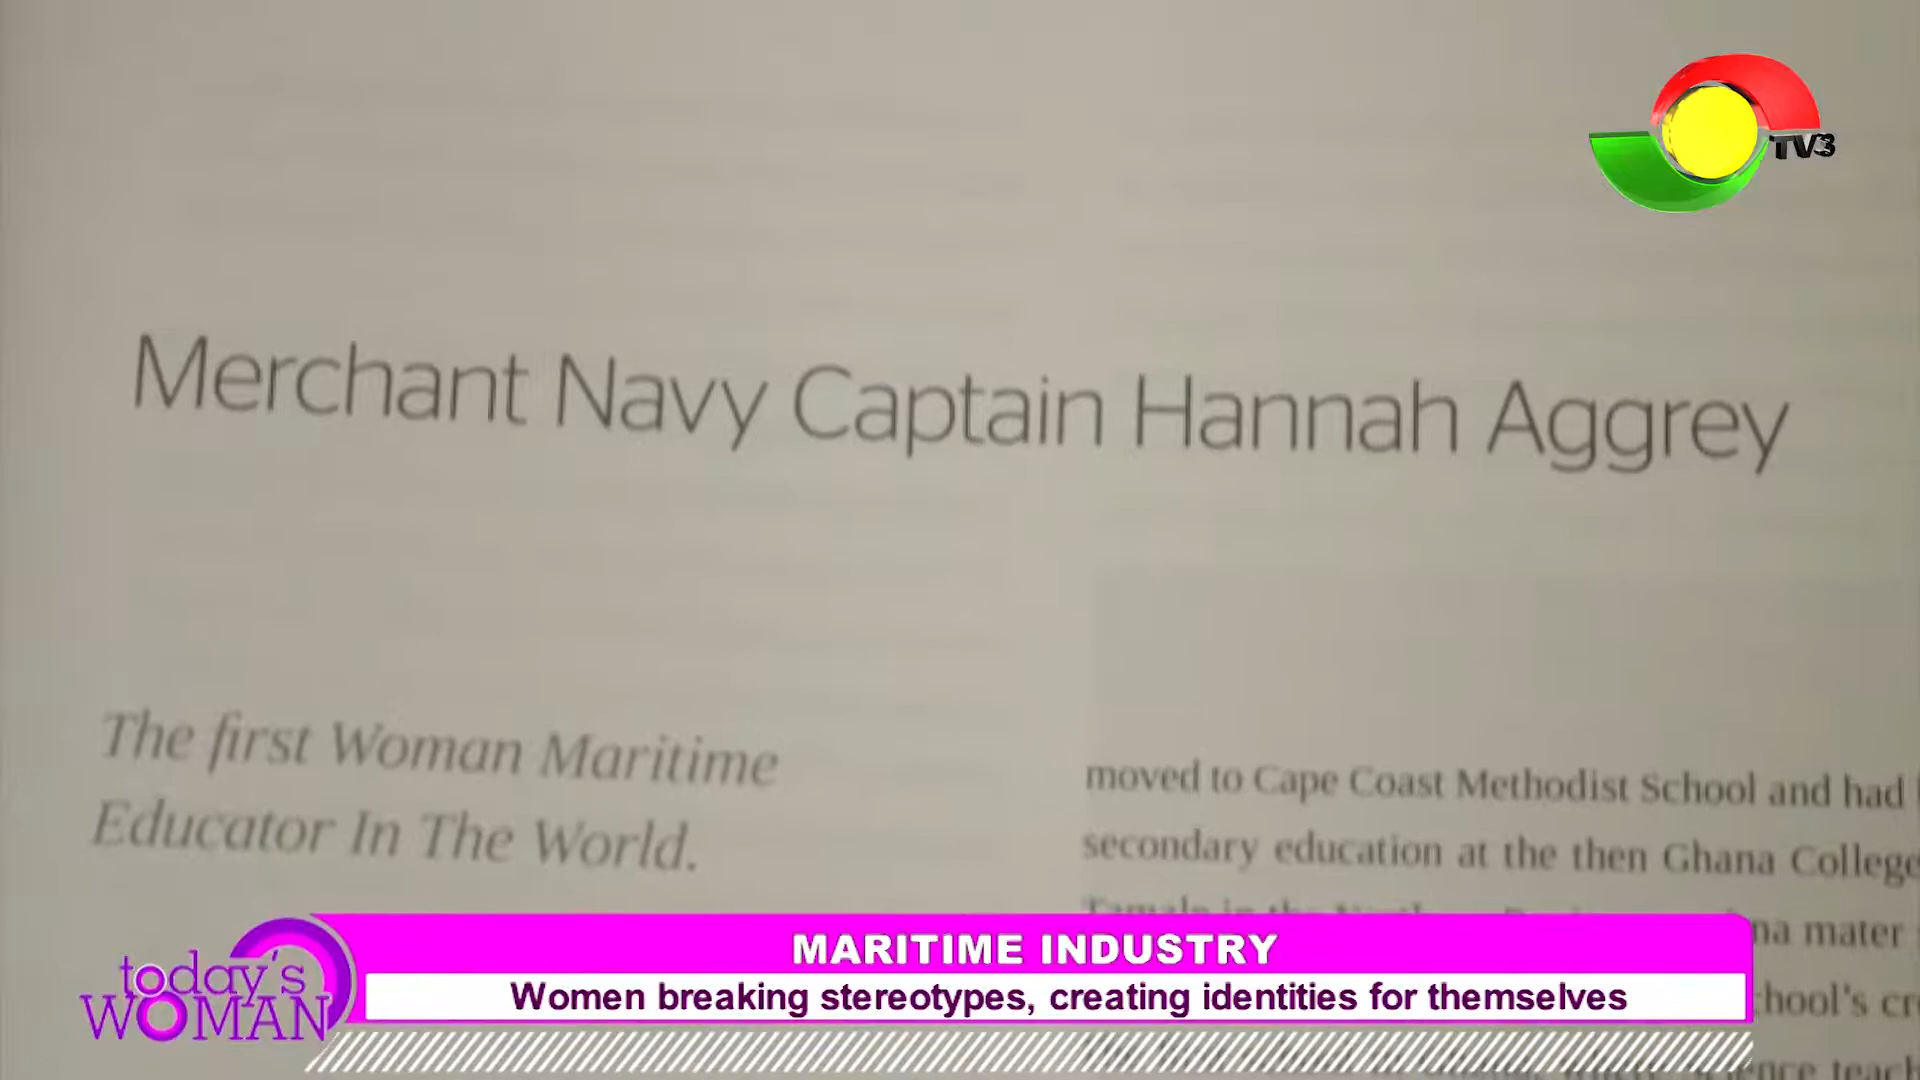 TV3
Merchant Navy Captain Hannah Aggrey
The first Woman Maritime
Educator In The World.
moved to Cape Coast Methodist School and had
secondary education at the then Ghana College
na mater
hool's
teach
MARITIME INDUSTRY
Women breaking stereotypes, creating identities for themselves
today's
WOMAN